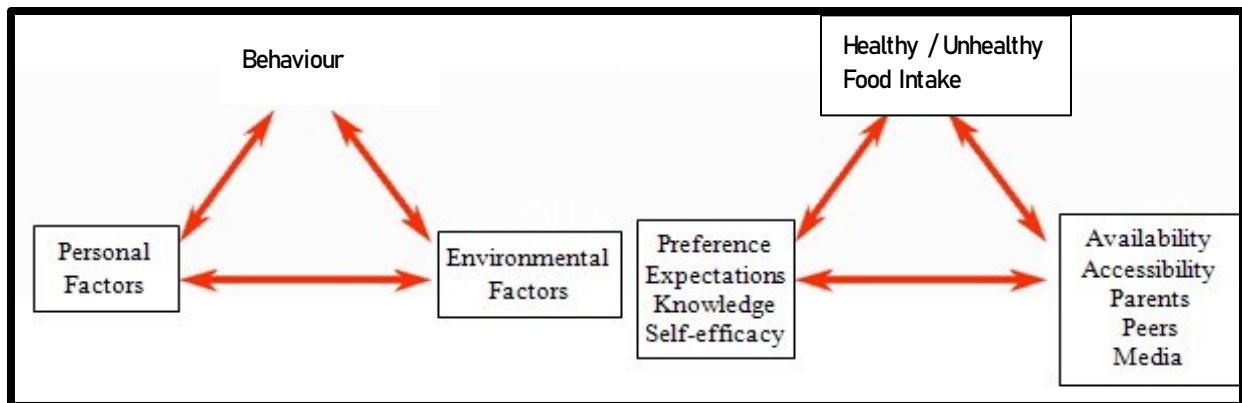 Behaviour
Healthy / Unhealthy
Food Intake
Personal
Factors
Environmental
Factors
Preference
Expectations
Knowledge
Self-efficacy
Availability
Accessibility
Parents
Peers
Media